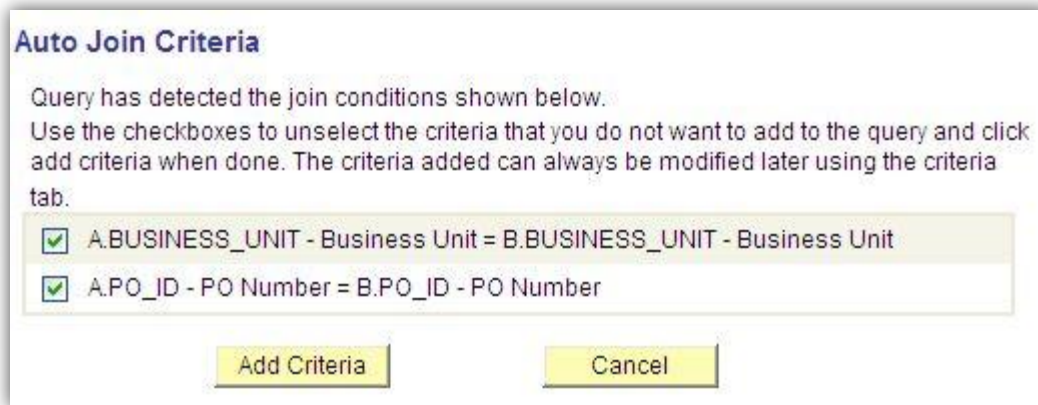 Auto Join Criteria
Query has detected the join conditions shown below.
Use the checkboxes to unselect the criteria that you do not want to add to the query and click
add criteria when done. The criteria added can always be modified later using the criteria
tab.
A.BUSINESS_UNIT - Business Unit = B.BUSINESS_UNIT - Business Unit
A.PO_ID - PO Number = B.PO_ID - PO Number
Add Criteria Cancel